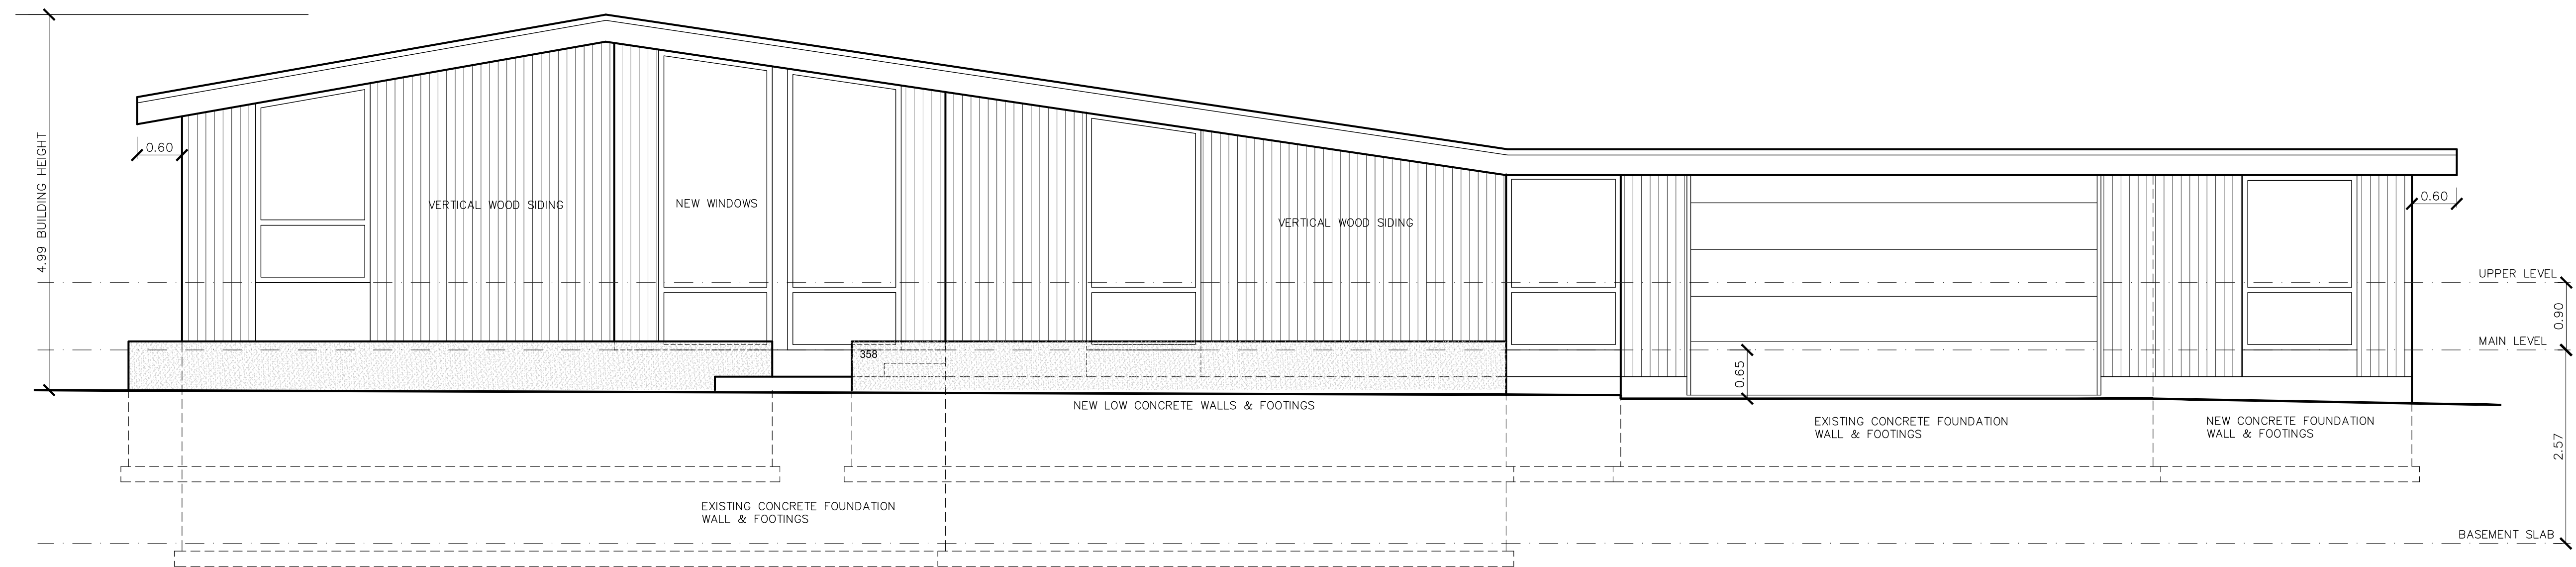 4.99 BUILDING HEIGHT
0.60
VERTICAL WOOD SIDING
NEW WINDOWS
VERTICAL WOOD SIDING
0.60
UPPER LEVEL
0.90
MAIN LEVEL
358
0.65
NEW LOW CONCRETE WALLS & FOOTINGS
EXISTING CONCRETE FOUNDATION
WALL & FOOTINGS
NEW CONCRETE FOUNDATION
WALL & FOOTINGS
2.57
EXISTING CONCRETE FOUNDATION
WALL & FOOTINGS
BASEMENT SLAB